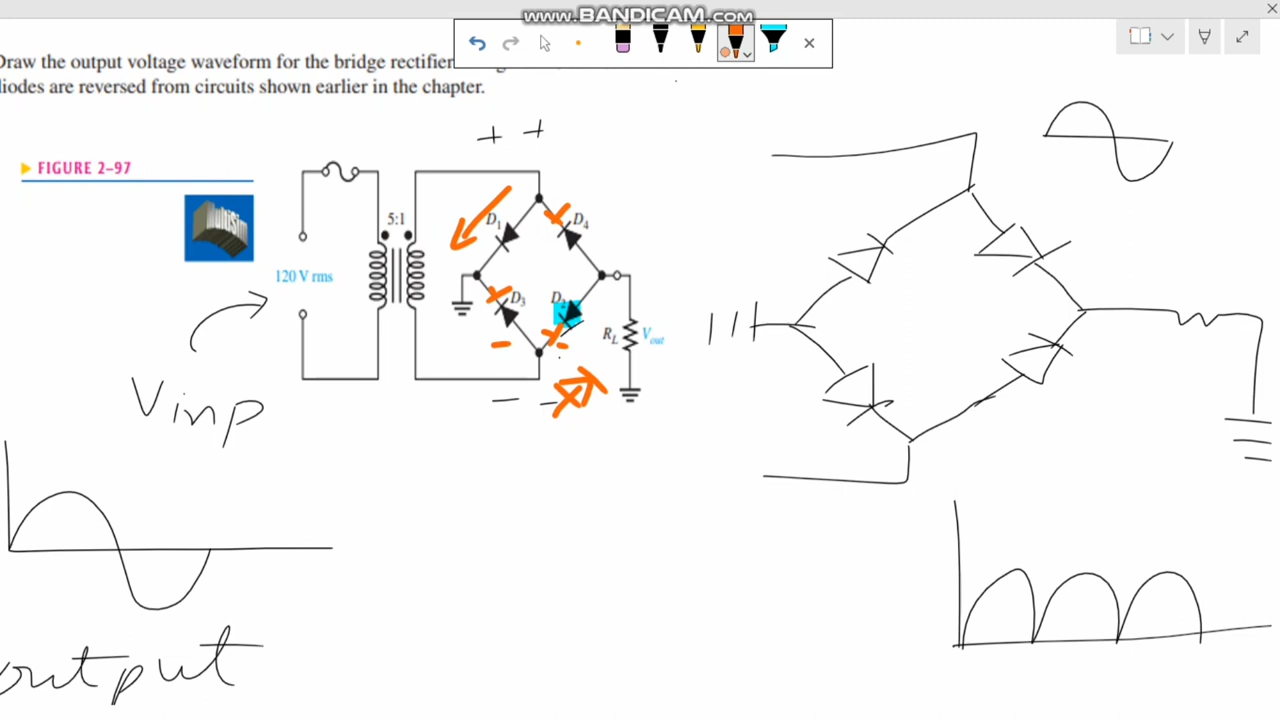 www.BANDICAM.com
Draw the output voltage waveform for the bridge rectifier
diodes are reversed from circuits shown earlier in the chapter.
+ +
FIGURE 2–97
MultiSim
5:1
D1
D4
120 V rms
D3
D2
RL
Vout
Vinp
output